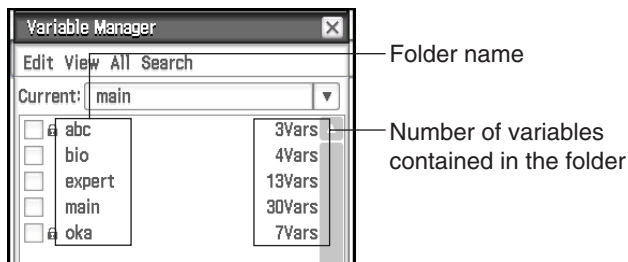 Variable Manager
Edit View All Search
Current: main
abc 3Vars
bio 4Vars
expert 13Vars
main 30Vars
oka 7Vars
Folder name
Number of variables
contained in the folder